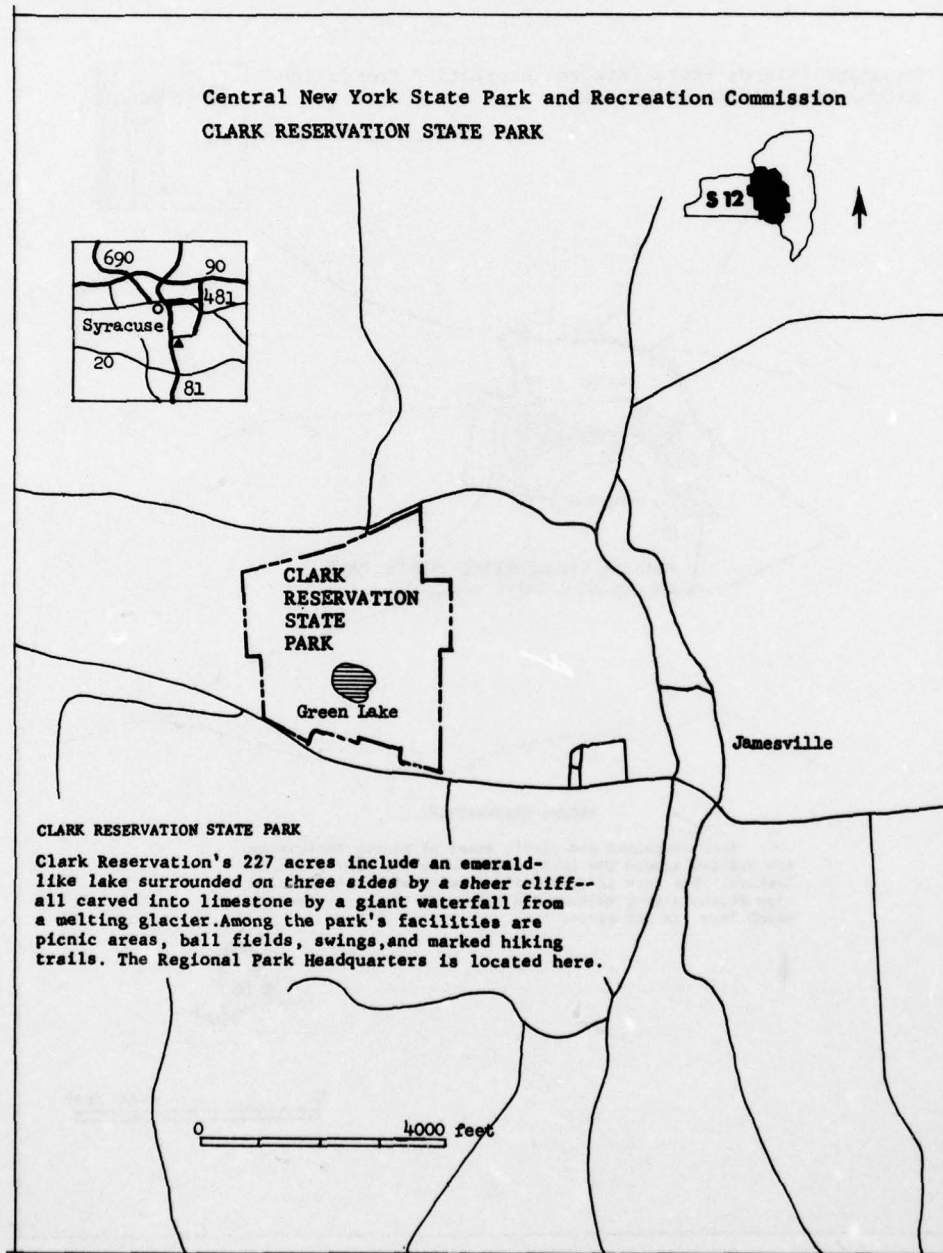 Central New York State Park and Recreation Commission
CLARK RESERVATION STATE PARK
S 12
690
90
481
Syracuse
20
81
CLARK
RESERVATION
STATE
PARK
Green Lake
Jamesville
CLARK RESERVATION STATE PARK
Clark Reservation's 227 acres include an emerald-
like lake surrounded on three sides by a sheer cliff--
all carved into limestone by a giant waterfall from
a melting glacier.Among the park's facilities are
picnic areas, ball fields, swings,and marked hiking
trails. The Regional Park Headquarters is located here.
0 4000 feet